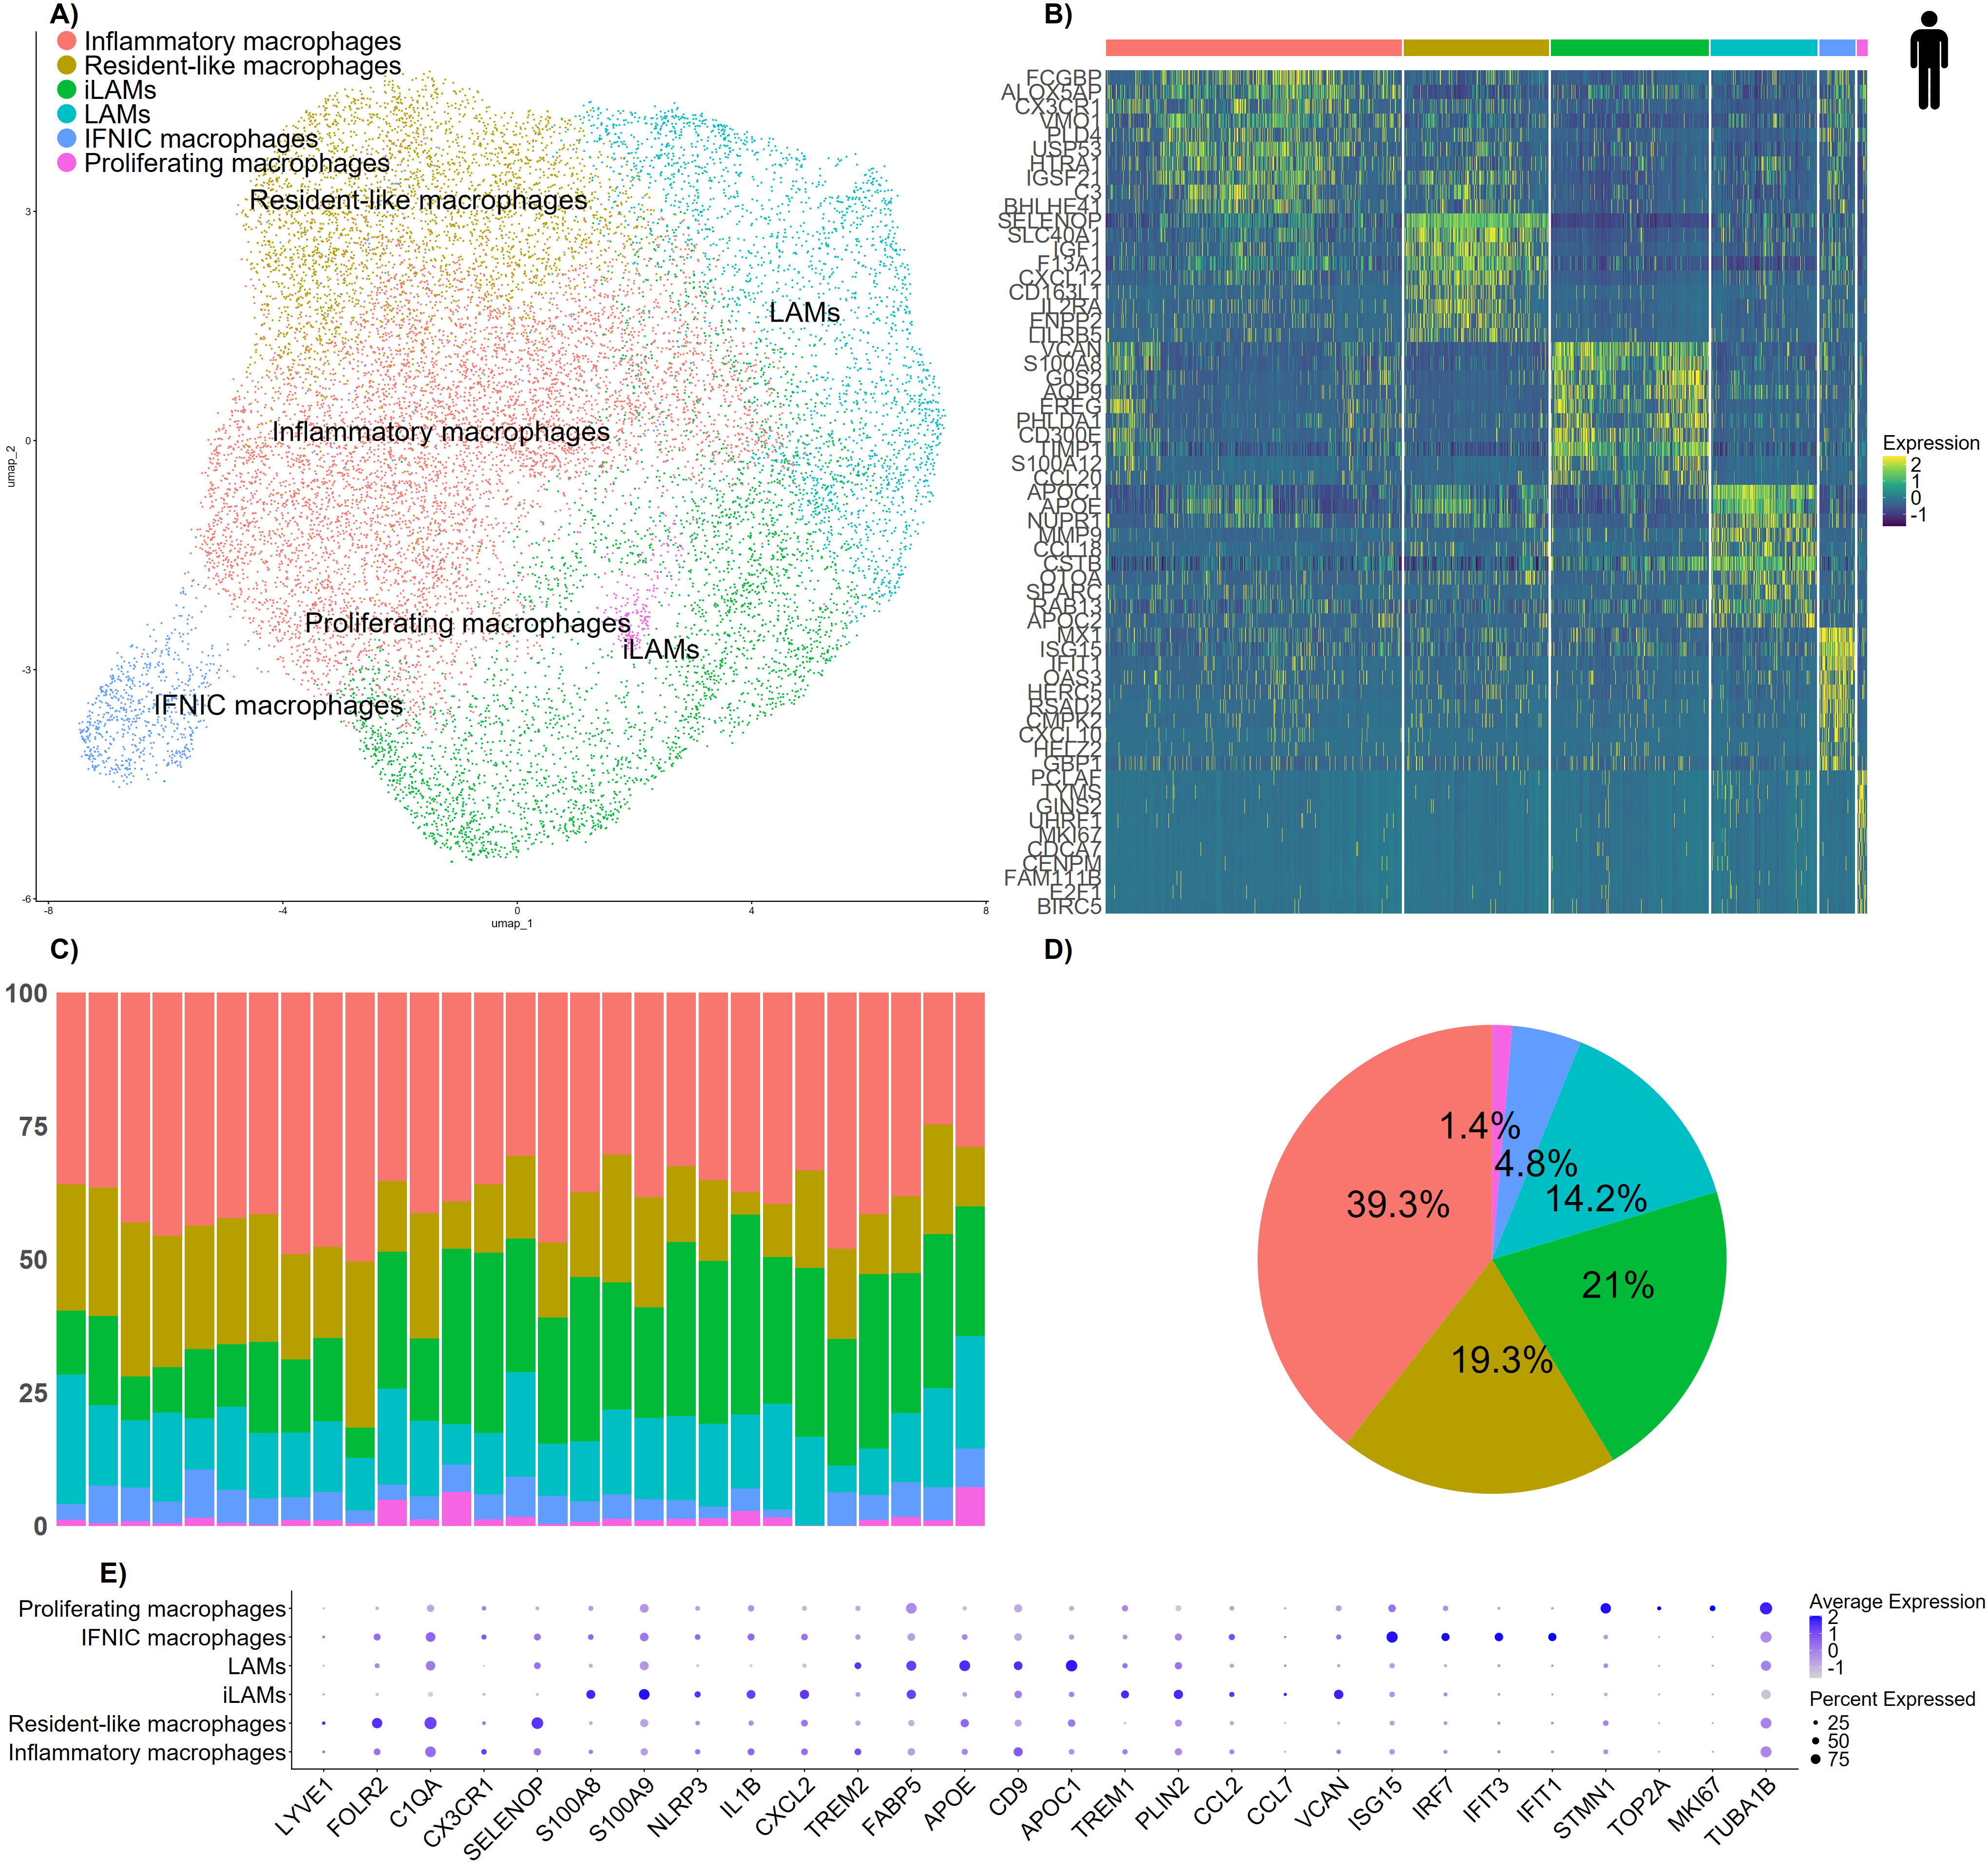 A)
Inflammatory macrophages
Resident-like macrophages
iLAMs
LAMs
IFNIC macrophages
Proliferating macrophages
Resident-like macrophages
LAMs
Inflammatory macrophages
Proliferating macrophages
iLAMs
IFNIC macrophages
3
0
-3
-6
umap_2
-8
-4
0
4
8
umap_1
B)
FCGBP
ALOX5AP
CX3CR1
VMO1
PLD4
USP53
HTRA1
IGSF21
C3
BHLHE41
SELENOP
SLC40A1
IGF1
F13A1
CXCL12
CD163L1
IL2RA
ENPP2
LILRB5
VCAN
S100A8
G0S2
AQP9
EREG
PHLDA1
CD300E
TIMP1
S100A12
CCL20
APOC1
APOE
NUPR1
MMP9
CCL18
CSTB
OTOA
SPARC
RAB13
APOC2
MX1
ISG15
IFIT1
OAS3
HERC5
RSAD2
CMPK2
CXCL10
HELZ2
GBP1
PCLAF
TYMS
GINS2
UHRF1
MKI67
CDCA7
CENPM
FAM111B
E2F1
BIRC5
Expression
2
1
0
-1
C)
100
75
50
25
0
D)
1.4%
4.8%
14.2%
39.3%
21%
19.3%
E)
Proliferating macrophages
IFNIC macrophages
LAMs
iLAMs
Resident-like macrophages
Inflammatory macrophages
LYVE1
FOLR2
C1QA
CX3CR1
SELENOP
S100A8
S100A9
NLRP3
IL1B
CXCL2
TREM2
FABP5
APOE
CD9
APOC1
TREM1
PLIN2
CCL2
CCL7
VCAN
ISG15
IRF7
IFIT3
IFIT1
STMN1
TOP2A
MKI67
TUBA1B
Average Expression
2
1
0
-1
Percent Expressed
25
50
75